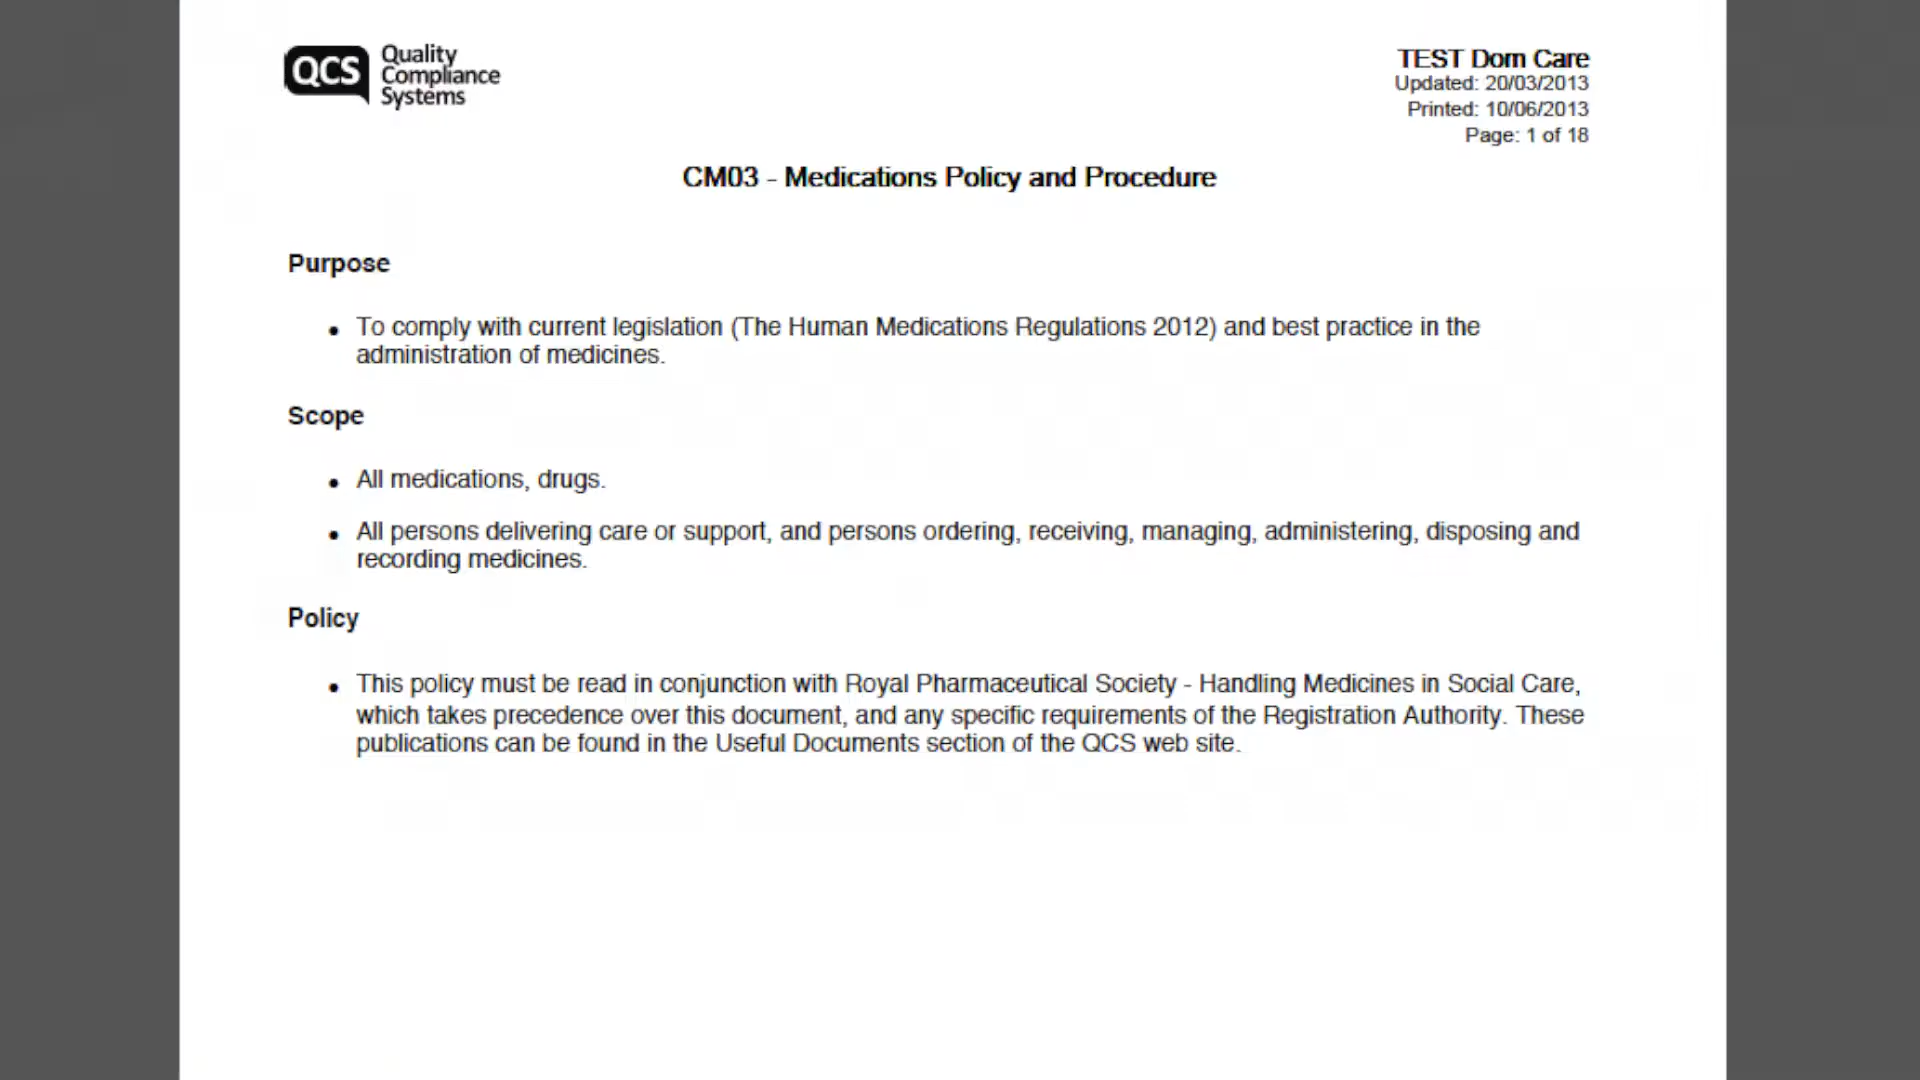 QCS Quality
Compliance
Systems
TEST Dom Care
Updated: 20/03/2013
Printed: 10/06/2013
Page: 1 of 18
CM03 - Medications Policy and Procedure
Purpose
• To comply with current legislation (The Human Medications Regulations 2012) and best practice in the
administration of medicines.
Scope
• All medications, drugs.
• All persons delivering care or support, and persons ordering, receiving, managing, administering, disposing and
recording medicines.
Policy
• This policy must be read in conjunction with Royal Pharmaceutical Society - Handling Medicines in Social Care,
which takes precedence over this document, and any specific requirements of the Registration Authority. These
publications can be found in the Useful Documents section of the QCS web site.